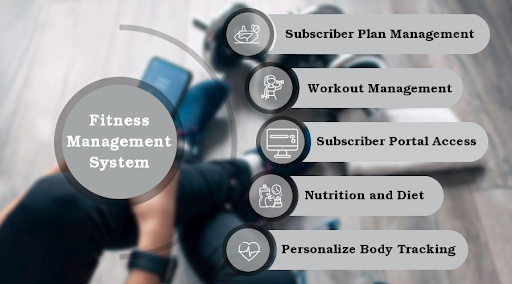 Fitness
Management
System
Subscriber Plan Management
Workout Management
Subscriber Portal Access
Nutrition and Diet
Personalize Body Tracking